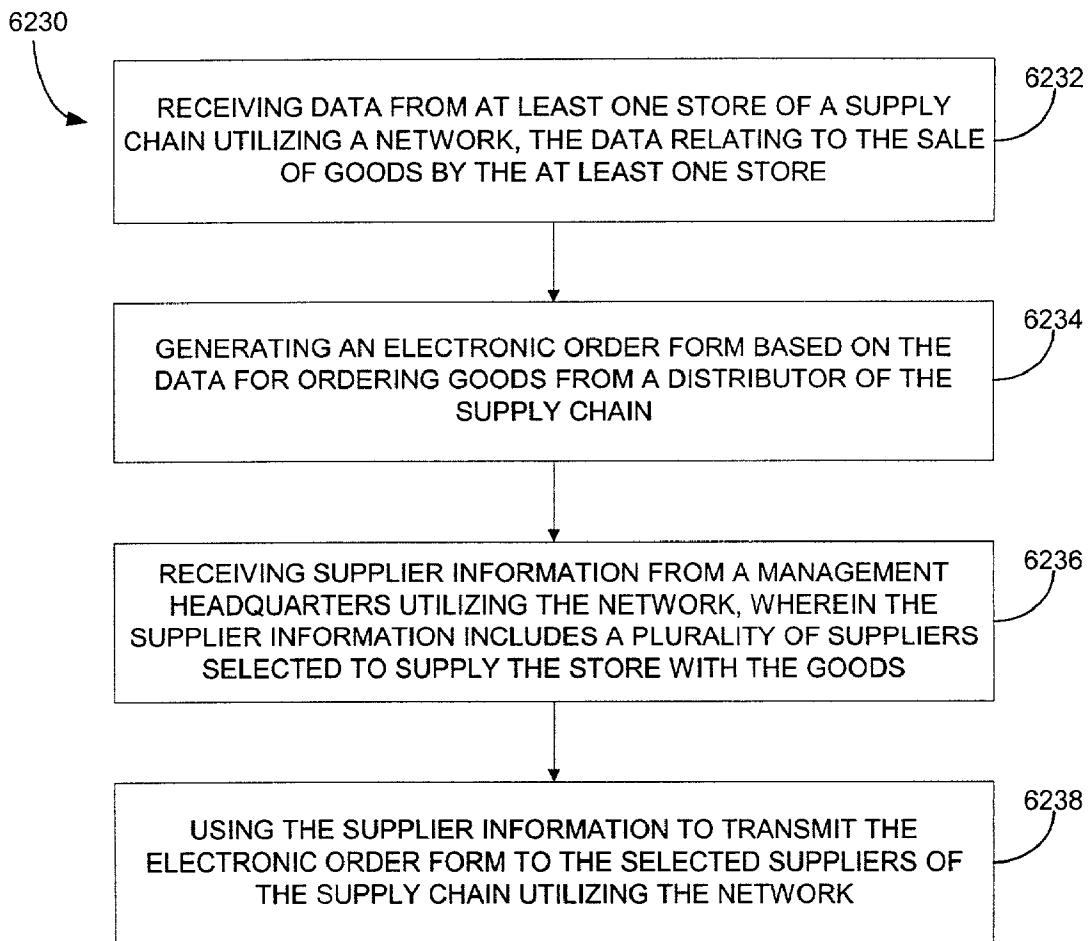 6230
6232
RECEIVING DATA FROM AT LEAST ONE STORE OF A SUPPLY
CHAIN UTILIZING A NETWORK, THE DATA RELATING TO THE SALE
OF GOODS BY THE AT LEAST ONE STORE
6234
GENERATING AN ELECTRONIC ORDER FORM BASED ON THE
DATA FOR ORDERING GOODS FROM A DISTRIBUTOR OF THE
SUPPLY CHAIN
6236
RECEIVING SUPPLIER INFORMATION FROM A MANAGEMENT
HEADQUARTERS UTILIZING THE NETWORK, WHEREIN THE
SUPPLIER INFORMATION INCLUDES A PLURALITY OF SUPPLIERS
SELECTED TO SUPPLY THE STORE WITH THE GOODS
6238
USING THE SUPPLIER INFORMATION TO TRANSMIT THE
ELECTRONIC ORDER FORM TO THE SELECTED SUPPLIERS OF
THE SUPPLY CHAIN UTILIZING THE NETWORK